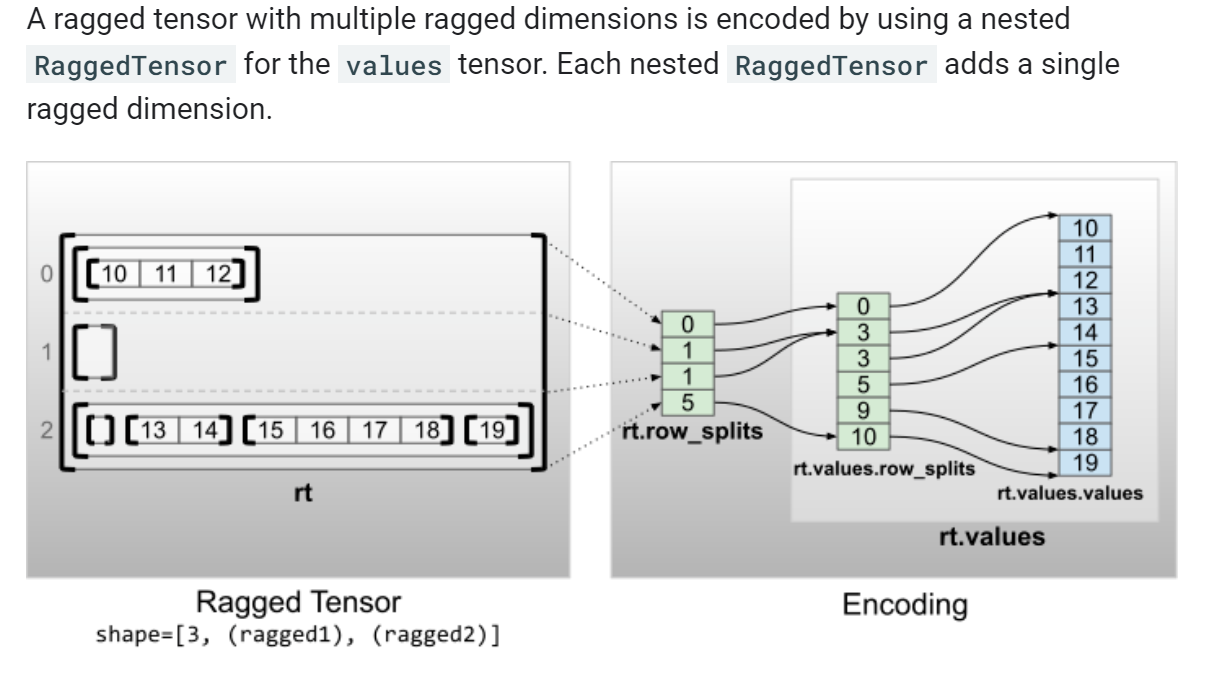 A ragged tensor with multiple ragged dimensions is encoded by using a nested
RaggedTensor for the values tensor. Each nested RaggedTensor adds a single
ragged dimension.
0
10 11 12
1
2
13 14 15 16 17 18 19
rt
Ragged Tensor
shape=[3, (ragged1), (ragged2)]
0
1
1
5
rt.row_splits
0
3
3
5
9
10
rt.values.row_splits
10
11
12
13
14
15
16
17
18
19
rt.values.values
rt.values
Encoding